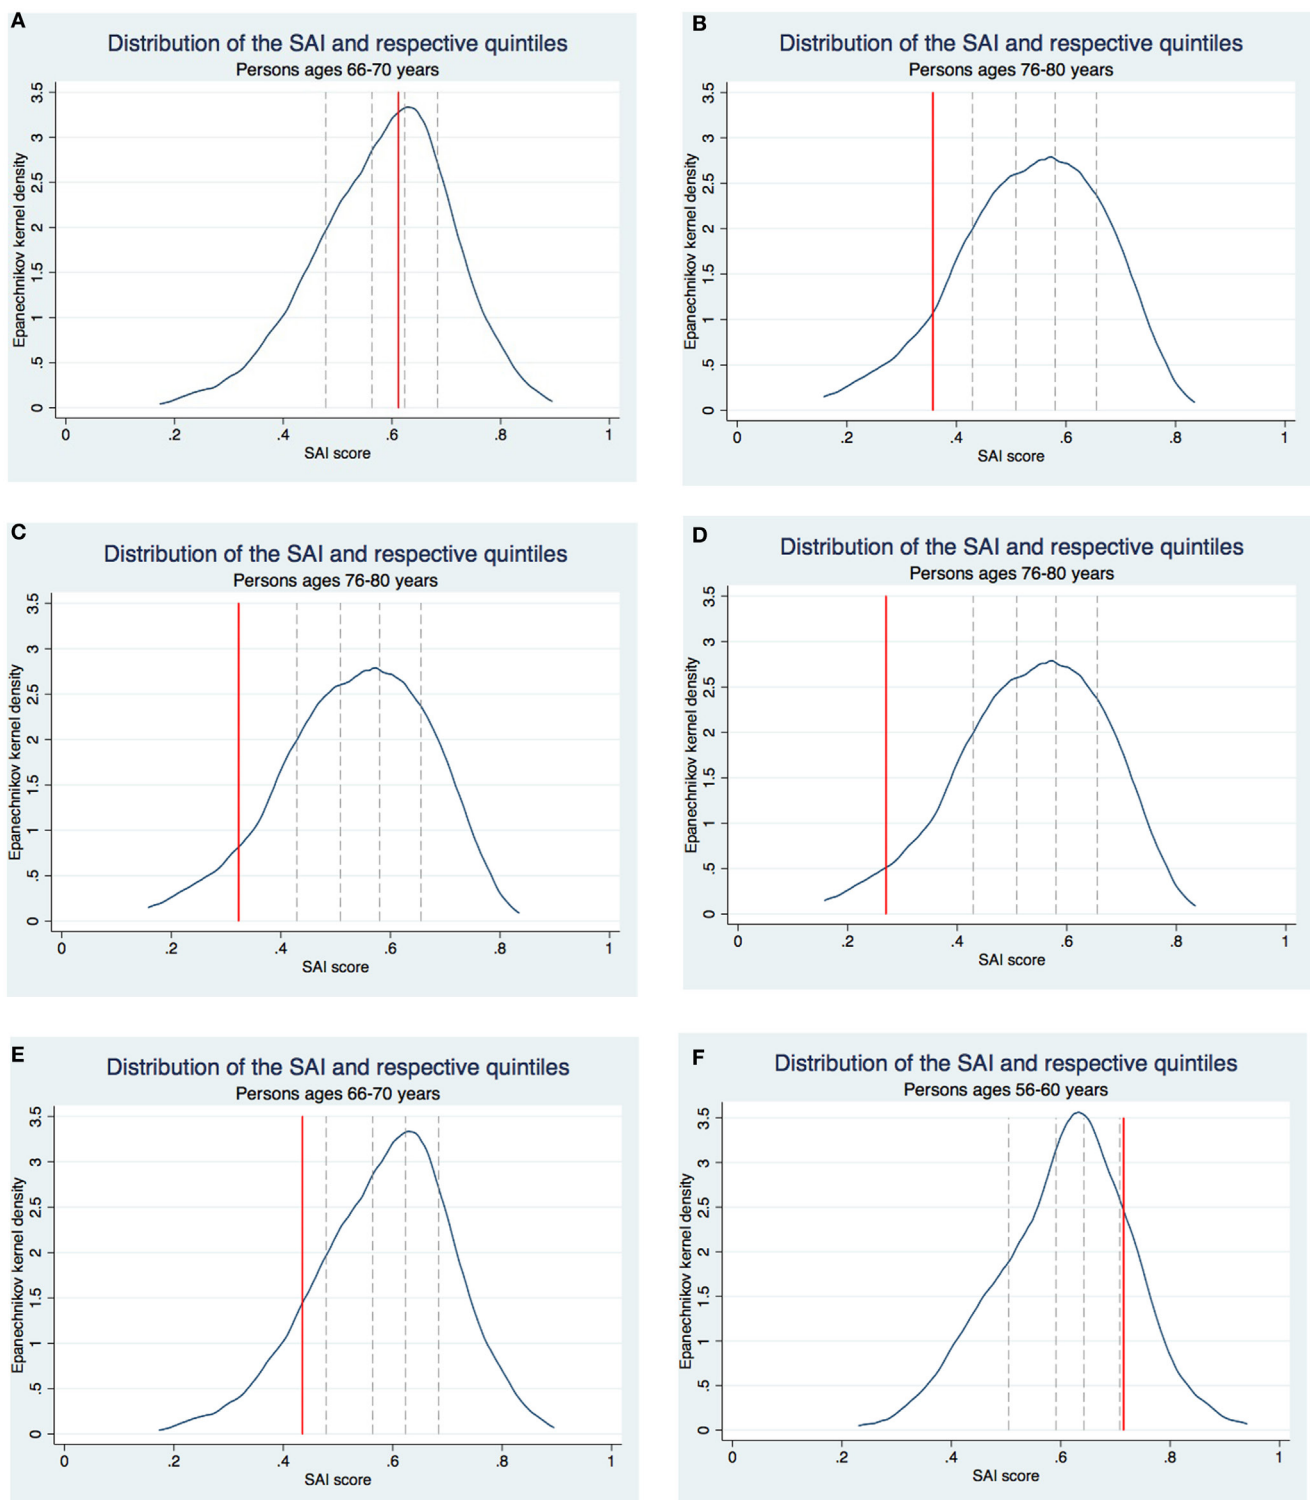 A
Distribution of the SAI and respective quintiles
Persons ages 66-70 years
Epanechnikov kernel density
3.5
3
2.5
2
1.5
1
.5
0
0 .2 .4 .6 .8 1
SAI score
B
Distribution of the SAI and respective quintiles
Persons ages 76-80 years
Epanechnikov kernel density
3.5
3
2.5
2
1.5
1
.5
0
0 .2 .4 .6 .8 1
SAI score
C
Distribution of the SAI and respective quintiles
Persons ages 76-80 years
Epanechnikov kernel density
3.5
3
2.5
2
1.5
1
.5
0
0 .2 .4 .6 .8 1
SAI score
D
Distribution of the SAI and respective quintiles
Persons ages 76-80 years
Epanechnikov kernel density
3.5
3
2.5
2
1.5
1
.5
0
0 .2 .4 .6 .8 1
SAI score
E
Distribution of the SAI and respective quintiles
Persons ages 66-70 years
Epanechnikov kernel density
3.5
3
2.5
2
1.5
1
.5
0
0 .2 .4 .6 .8 1
SAI score
F
Distribution of the SAI and respective quintiles
Persons ages 56-60 years
Epanechnikov kernel density
3.5
3
2.5
2
1.5
1
.5
0
0 .2 .4 .6 .8 1
SAI score